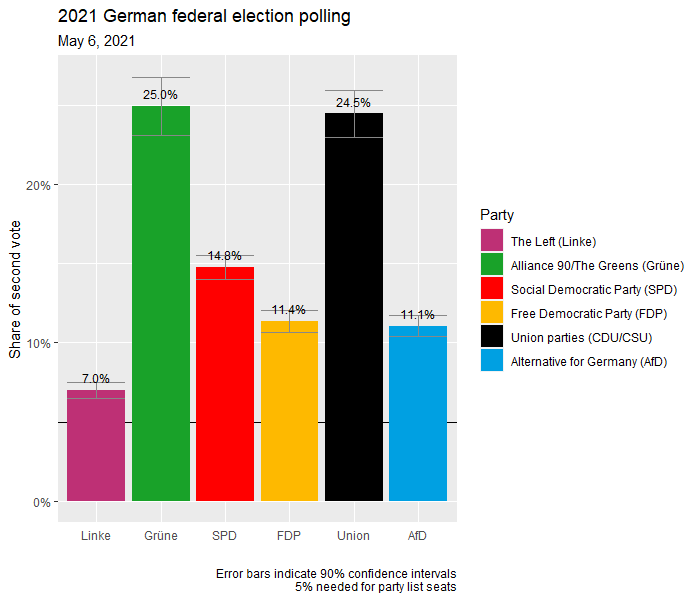 2021 German federal election polling
May 6, 2021
Share of second vote
20%
10%
0%
7.0%
25.0%
14.8%
11.4%
24.5%
11.1%
Linke
Grüne
SPD
FDP
Union
AfD
Party
The Left (Linke)
Alliance 90/The Greens (Grüne)
Social Democratic Party (SPD)
Free Democratic Party (FDP)
Union parties (CDU/CSU)
Alternative for Germany (AfD)
Error bars indicate 90% confidence intervals
5% needed for party list seats